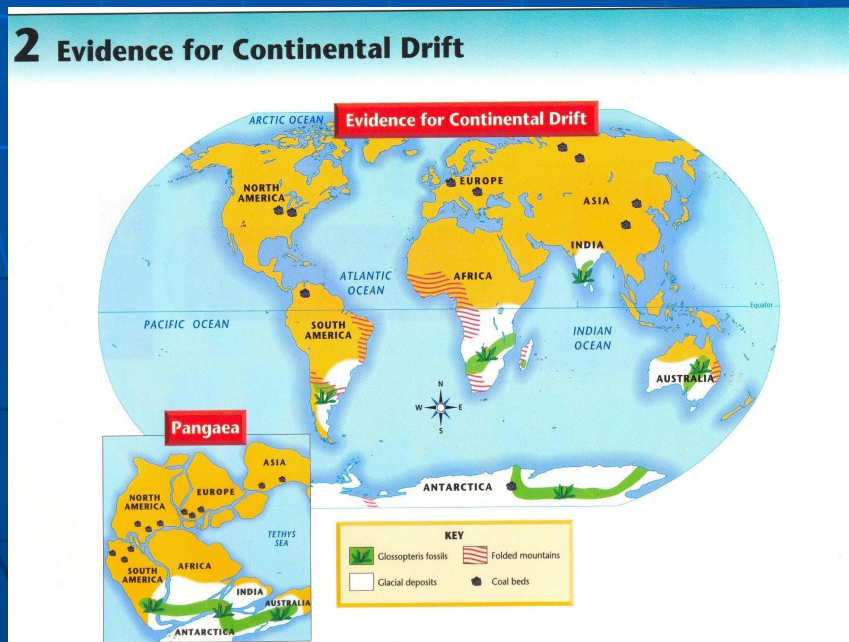 2 Evidence for Continental Drift
Evidence for Continental Drift
ARCTIC OCEAN
NORTH
AMERICA
EUROPE
ASIA
INDIA
ATLANTIC
OCEAN
AFRICA
Equator
PACIFIC OCEAN
SOUTH
AMERICA
INDIAN
OCEAN
AUSTRALIA
N
W
E
S
ANTARCTICA
Pangaea
ASIA
NORTH
AMERICA
EUROPE
TETHYS
SEA
SOUTH
AMERICA
AFRICA
INDIA
AUSTRALIA
ANTARCTICA
KEY
Glossopteris fossils
Folded mountains
Glacial deposits
Coal beds